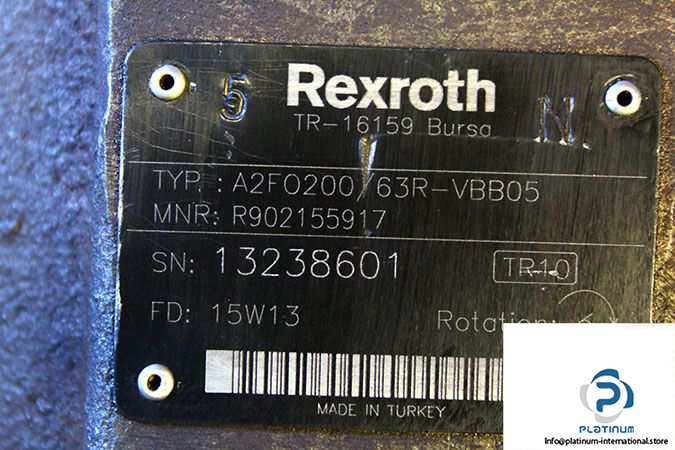 5 Rexroth N
TR-16159 Bursa
TYP.: A2FO200/63R-VBB05
MNR: R902155917
SN: 13238601 TR10
FD: 15W13 Rotation:
MADE IN TURKEY
PLATINUM
Info@platinum-international.store